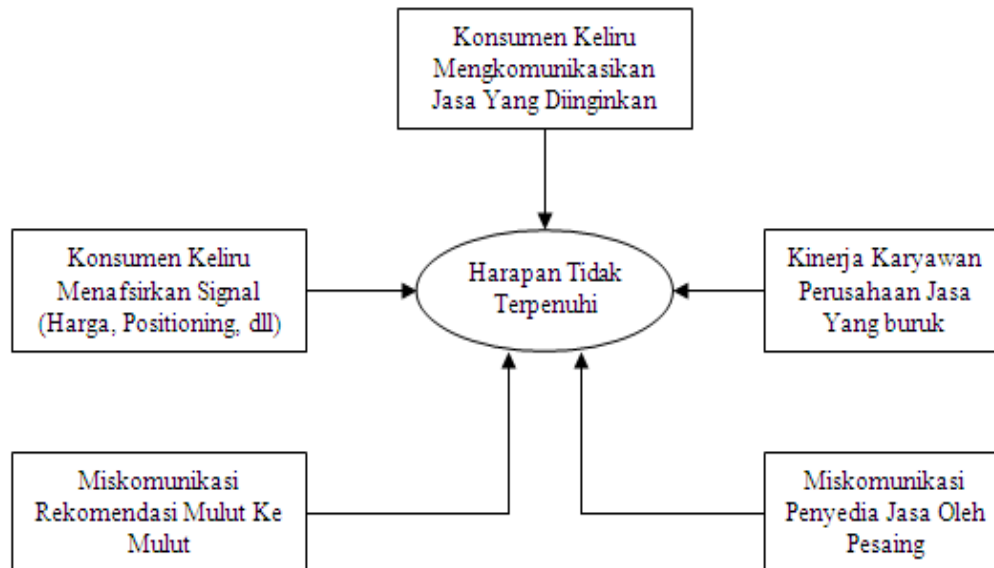 Konsumen Keliru
Mengkomunikasikan
Jasa Yang Diinginkan
Konsumen Keliru
Menafsirkan Signal
(Harga, Positioning, dll)
Harapan Tidak
Terpenuhi
Kinerja Karyawan
Perusahaan Jasa
Yang buruk
Miskomunikasi
Rekomendasi Mulut Ke
Mulut
Miskomunikasi
Penyedia Jasa Oleh
Pesaing